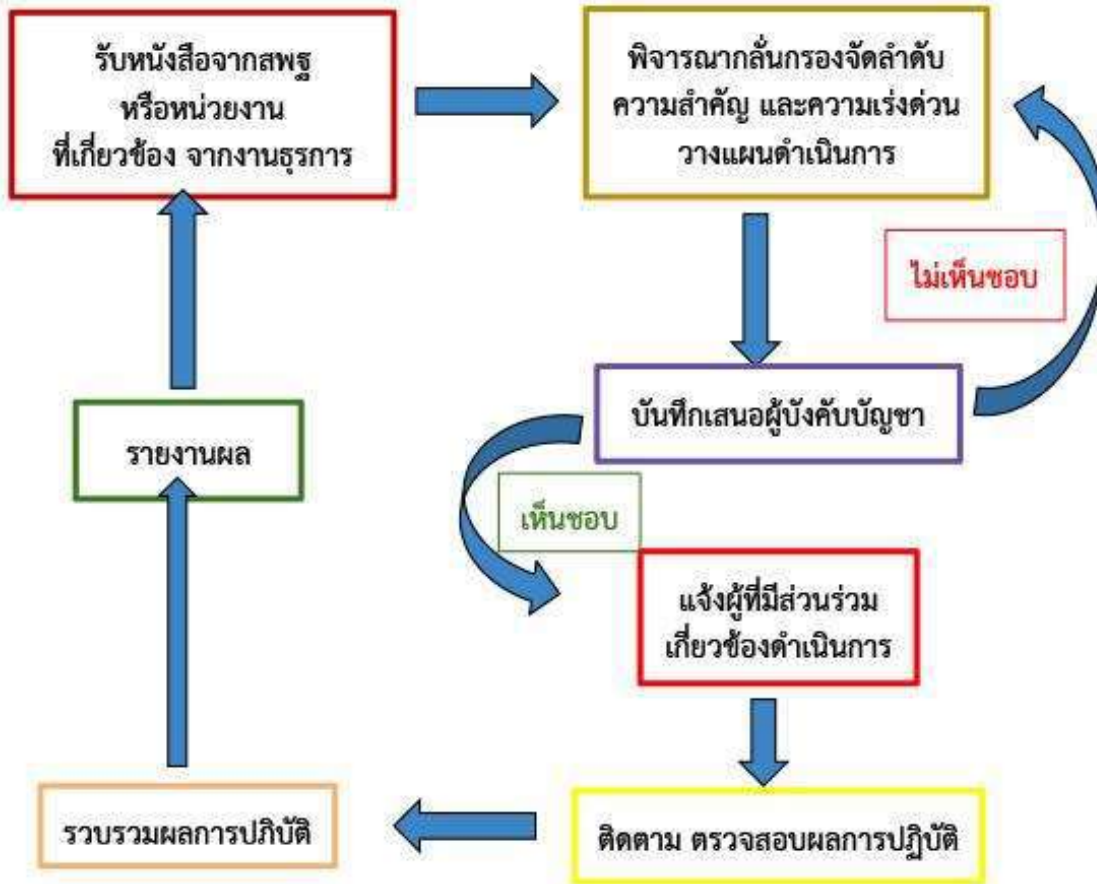 รับหนังสือจากสพฐ
หรือหน่วยงาน
ที่เกี่ยวข้อง จากงานธุรการ
พิจารณากลั่นกรองจัดลำดับ
ความสำคัญ และความเร่งด่วน
วางแผนดำเนินการ
ไม่เห็นชอบ
บันทึกเสนอผู้บังคับบัญชา
เห็นชอบ
แจ้งผู้ที่มีส่วนร่วม
เกี่ยวข้องดำเนินการ
ติดตาม ตรวจสอบผลการปฏิบัติ
รวบรวมผลการปภิบัติ
รายงานผล